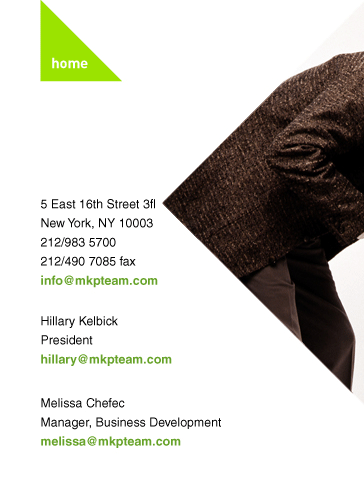 home
5 East 16th Street 3fl
New York, NY 10003
212/983 5700
212/490 7085 fax
info@mkpteam.com
Hillary Kelbick
President
hillary@mkpteam.com
Melissa Chefec
Manager, Business Development
melissa@mkpteam.com